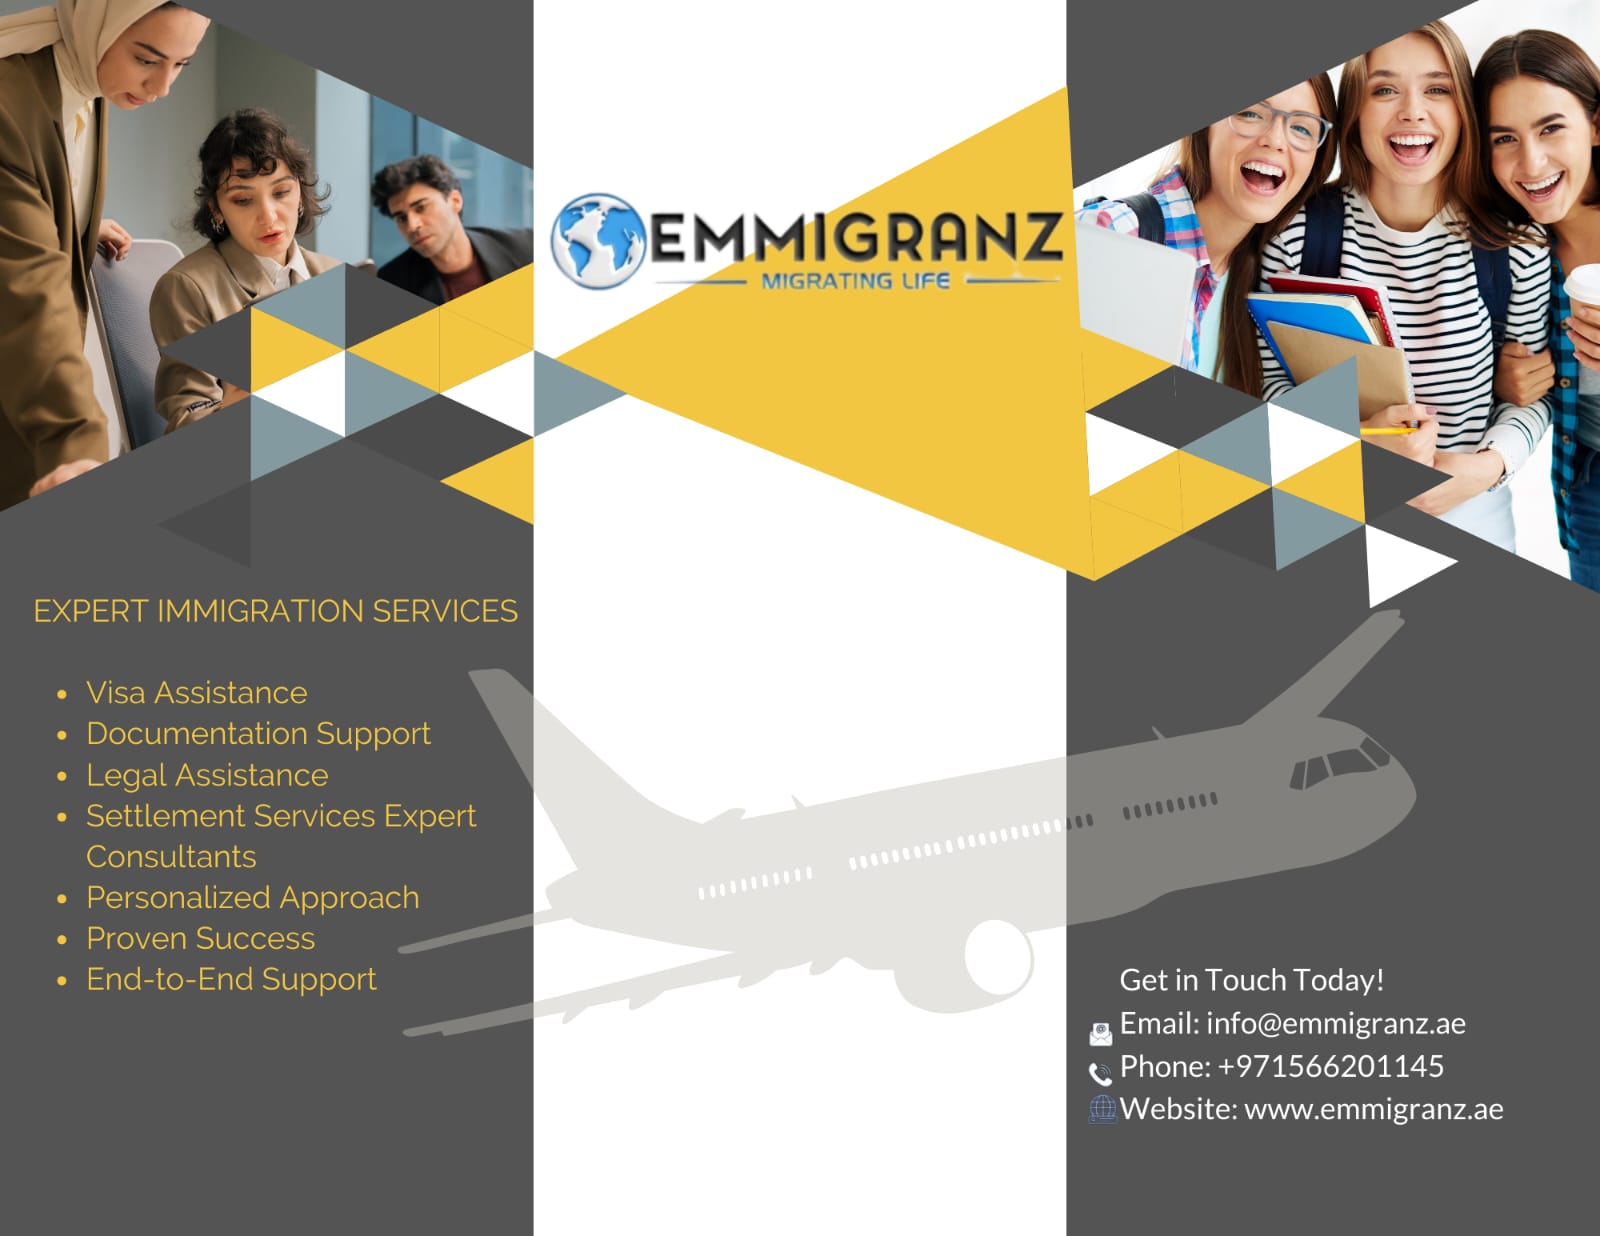 EMMIGRANZ
MIGRATING LIFE
EXPERT IMMIGRATION SERVICES
• Visa Assistance
• Documentation Support
• Legal Assistance
• Settlement Services Expert
Consultants
• Personalized Approach
• Proven Success
• End-to-End Support
Get in Touch Today!
Email: info@emmigranz.ae
Phone: +971566201145
Website: www.emmigranz.ae